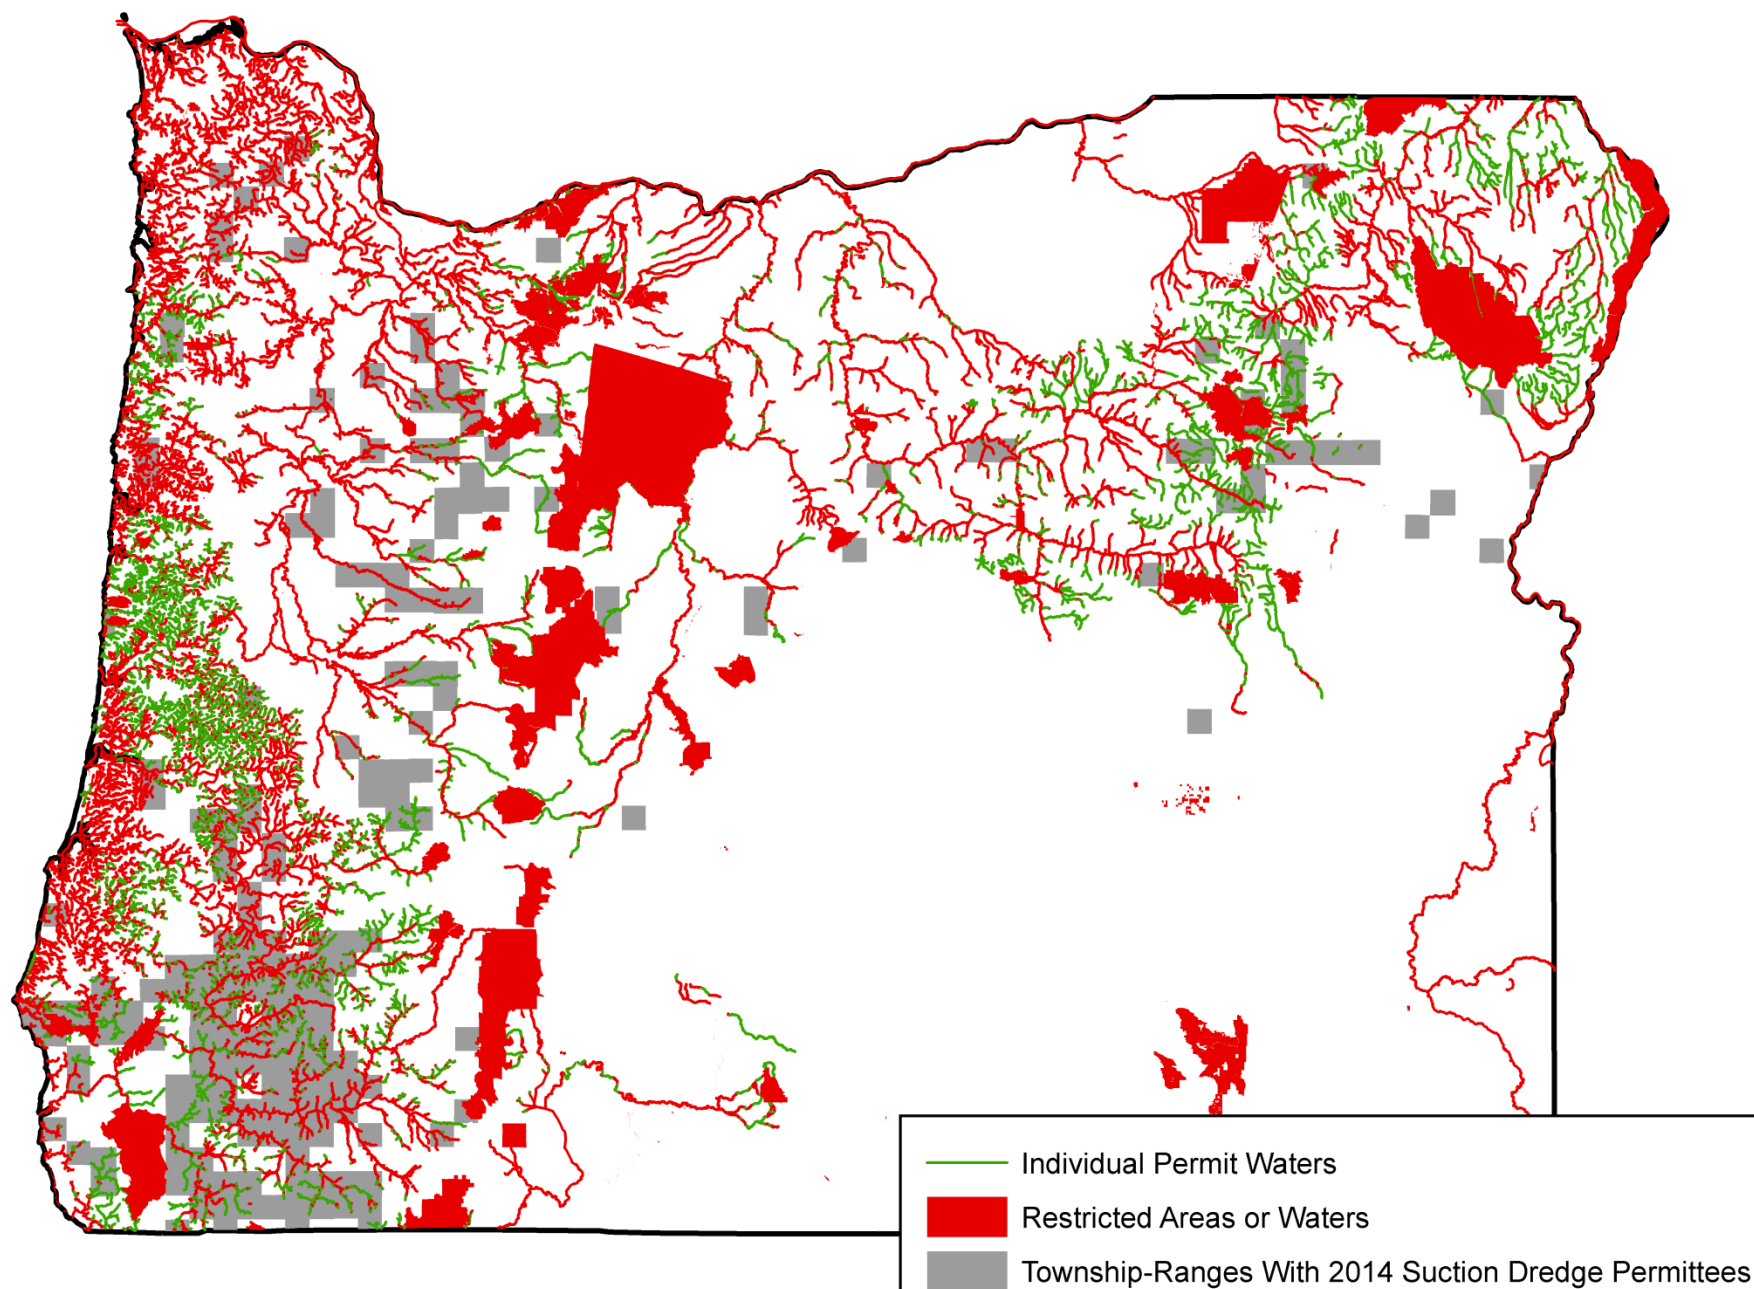 Individual Permit Waters
Restricted Areas or Waters
Township-Ranges With 2014 Suction Dredge Permittees